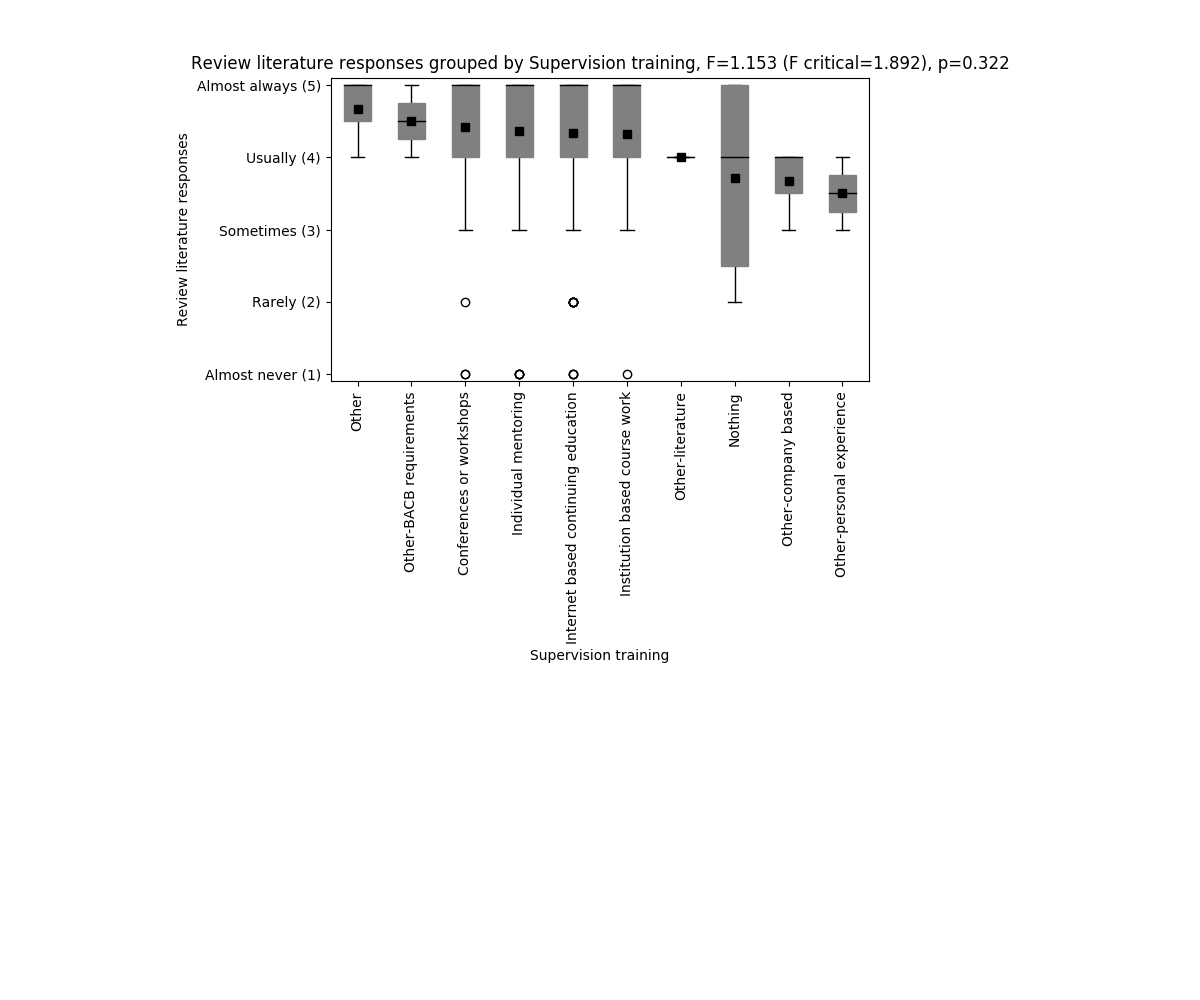 Review literature responses grouped by Supervision training, F=1.153 (F critical=1.892), p=0.322
Review literature responses
Almost always (5)
Usually (4)
Sometimes (3)
Rarely (2)
Almost never (1)
Other
Other-BACB requirements
Conferences or workshops
Individual mentoring
Internet based continuing education
Institution based course work
Other-literature
Nothing
Other-company based
Other-personal experience
Supervision training